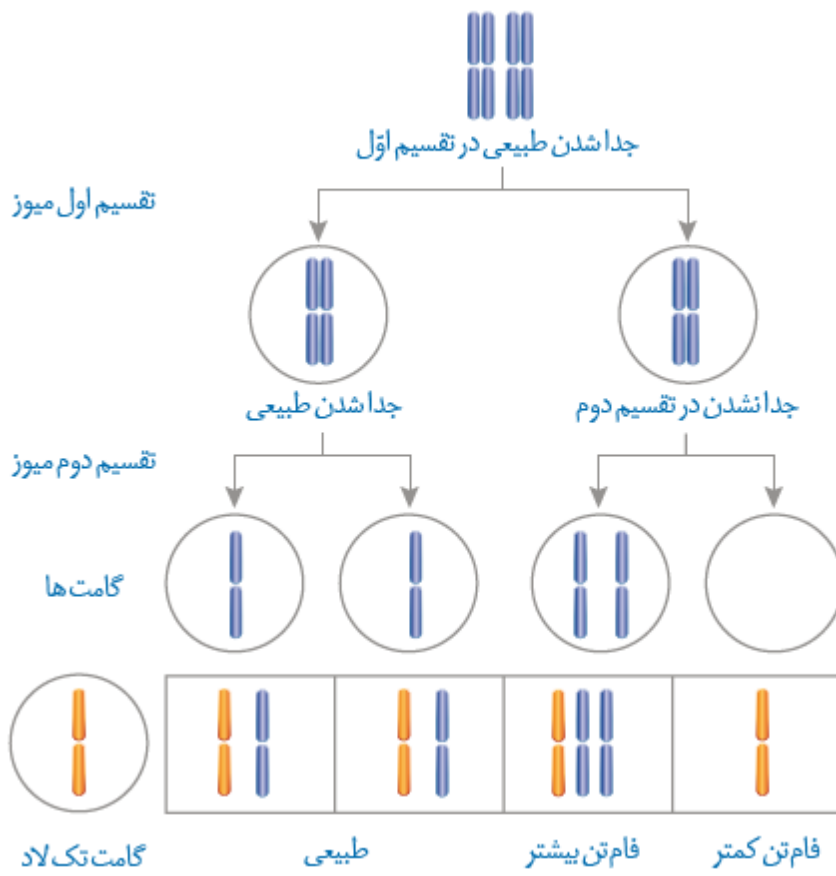 جدا شدن طبیعی در تقسیم اوّل
تقسیم اول میوز
جدا شدن طبیعی
جدا نشدن در تقسیم دوم
تقسیم دوم میوز
گامت‌ها
گامت تک‌لاد
طبیعی
فام‌تن بیشتر
فام‌تن کمتر